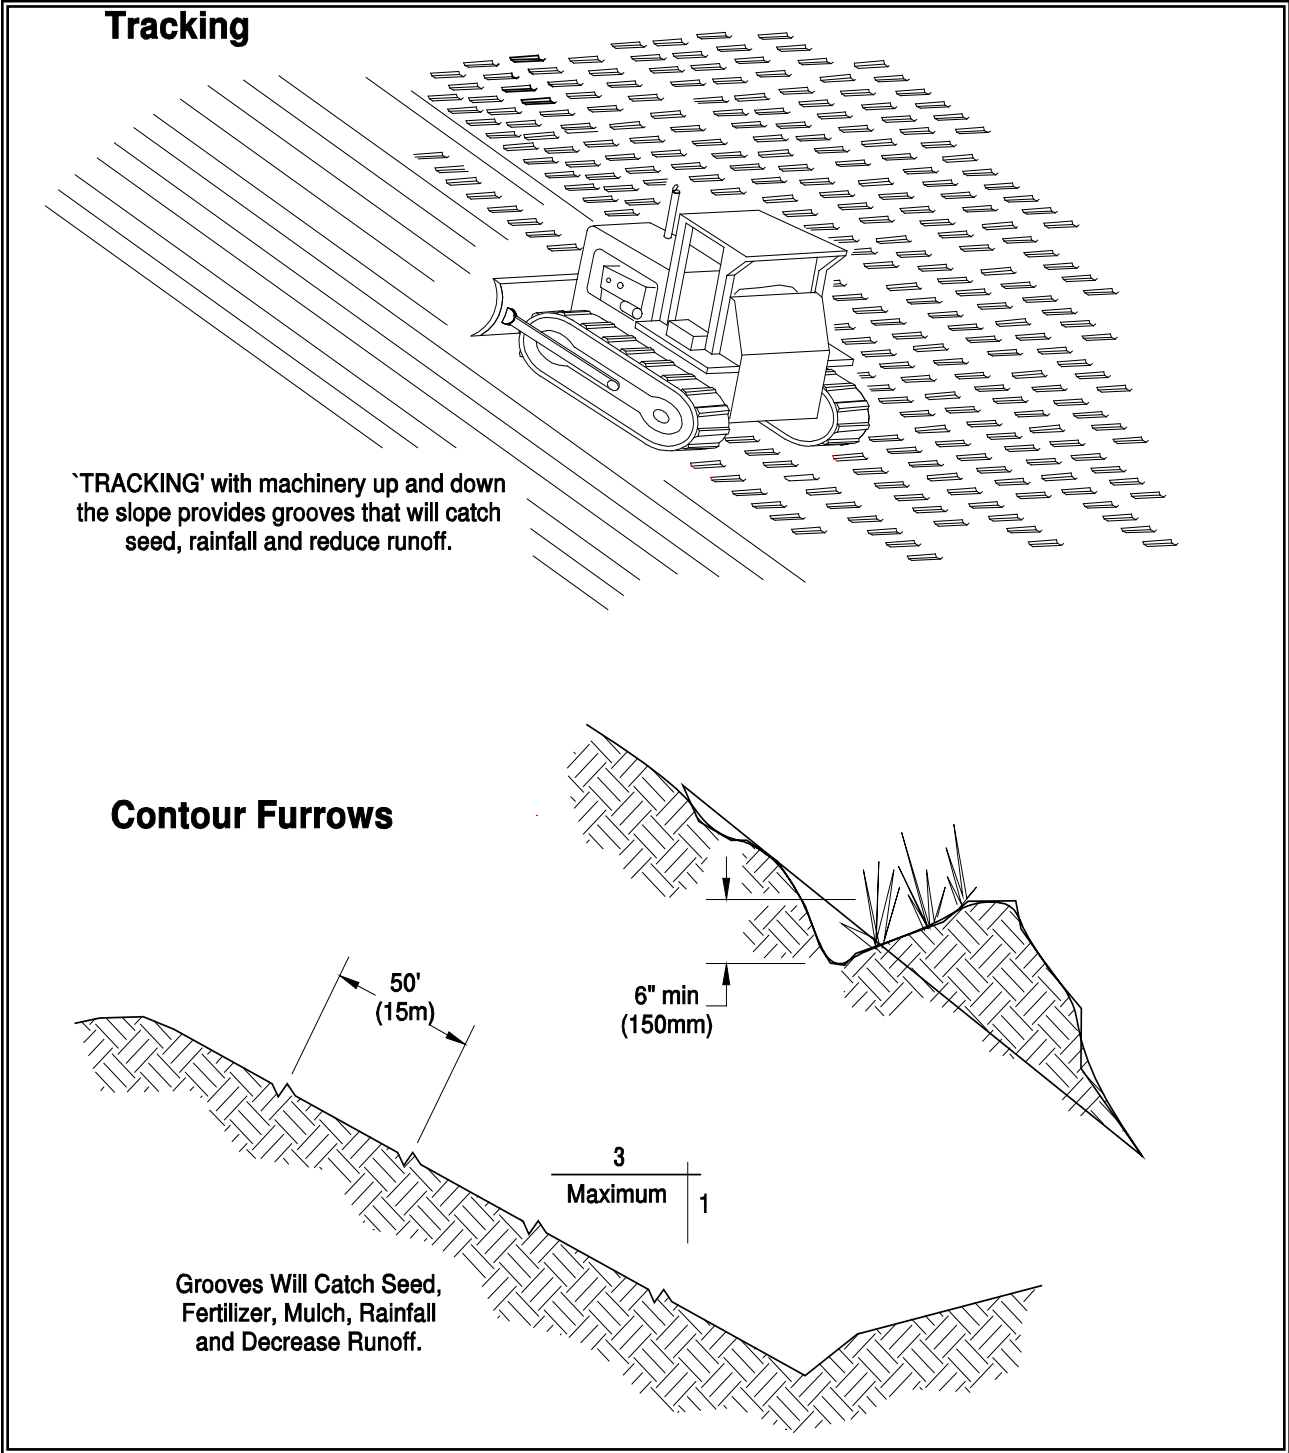 Tracking
`TRACKING' with machinery up and down
the slope provides grooves that will catch
seed, rainfall and reduce runoff.
Contour Furrows
6" min
(150mm)
50'
(15m)
3
Maximum
1
Grooves Will Catch Seed,
Fertilizer, Mulch, Rainfall
and Decrease Runoff.